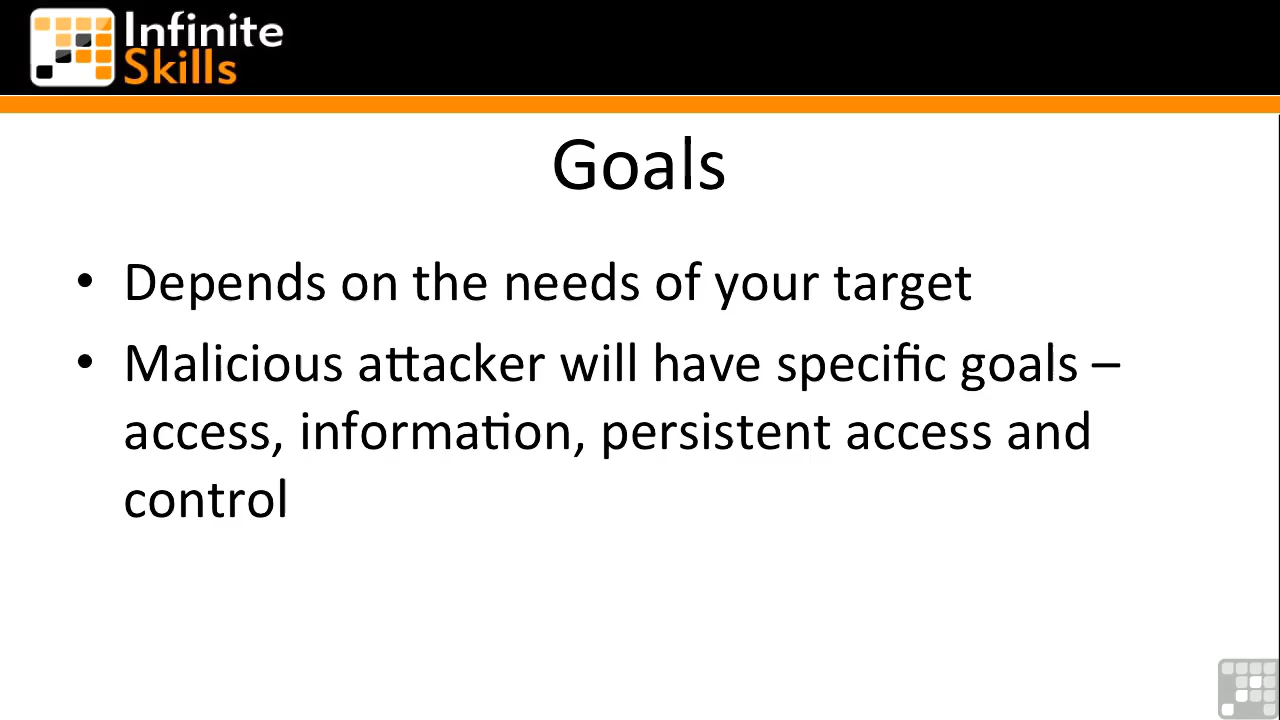 Infinite
Skills
Goals
• Depends on the needs of your target
• Malicious attacker will have specific goals –
access, information, persistent access and
control